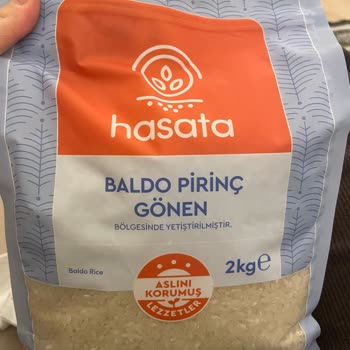 hasata
BALDO PİRİNÇ
GÖNEN
BÖLGESİNDE YETİŞTİRİLMİŞTİR.
Baldo Rice
2kg℮
ASLINI
KORUMUŞ
LEZZETLER